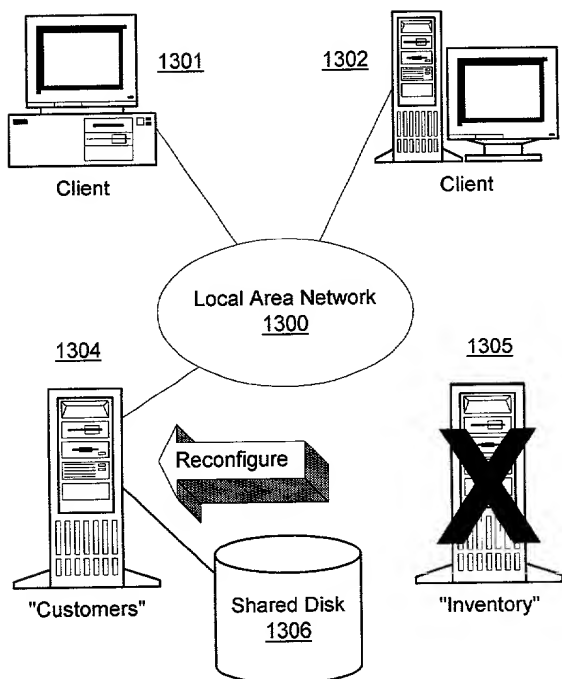 1301
1302
Client
Client
Local Area Network
1300
1304
1305
Reconfigure
Shared Disk
1306
"Customers"
"Inventory"